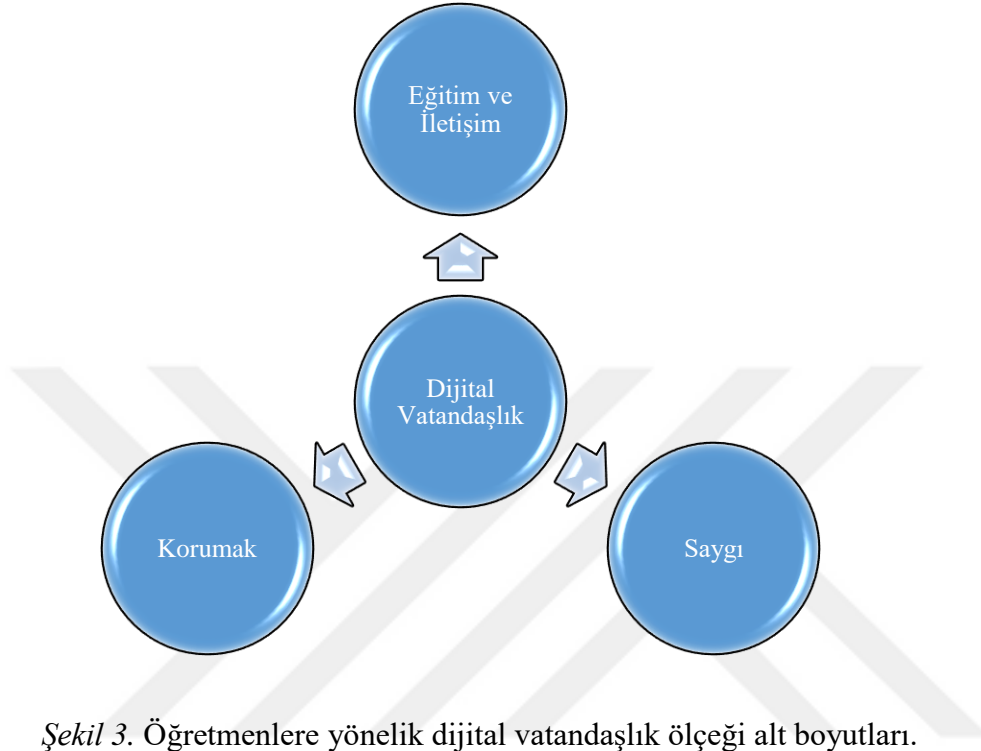 Eğitim ve
İletişim
Dijital
Vatandaşlık
Korumak
Saygı
Şekil 3. Öğretmenlere yönelik dijital vatandaşlık ölçeği alt boyutları.